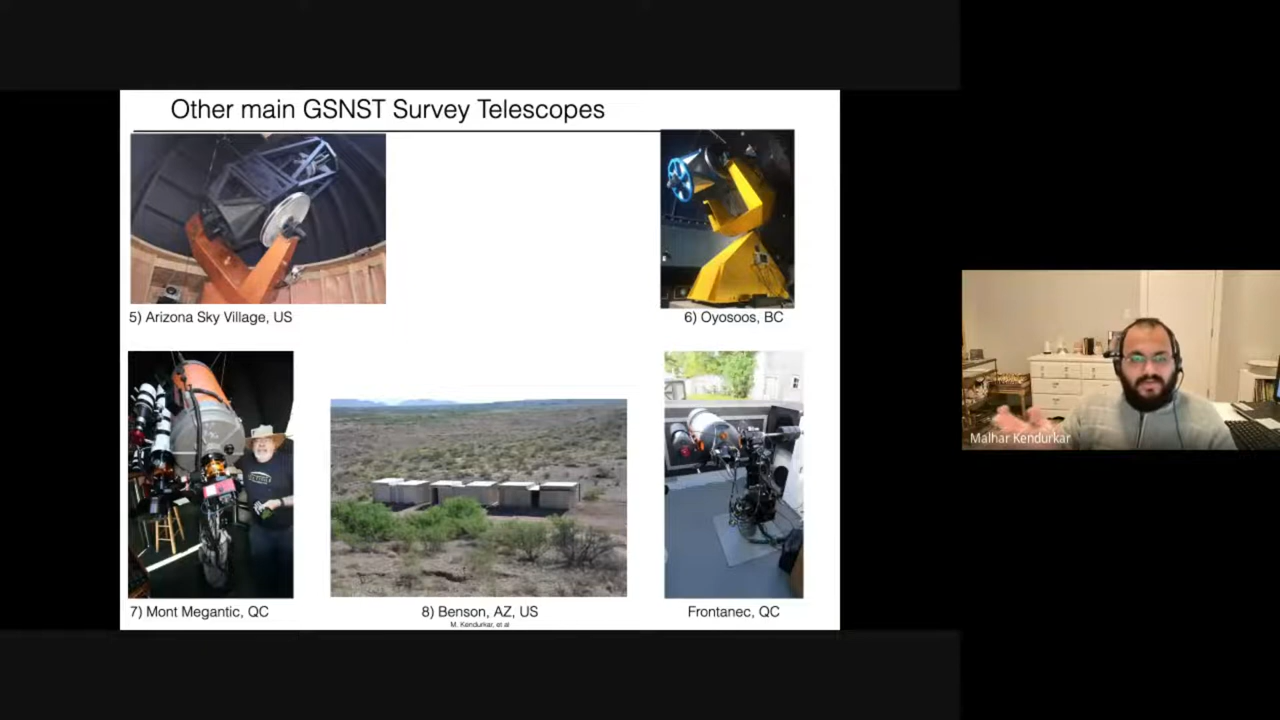 Other main GSNST Survey Telescopes
5) Arizona Sky Village, US
6) Oyosoos, BC
7) Mont Megantic, QC
8) Benson, AZ, US
Frontanec, QC
M. Kendurkar, et al
Malhar Kendurkar